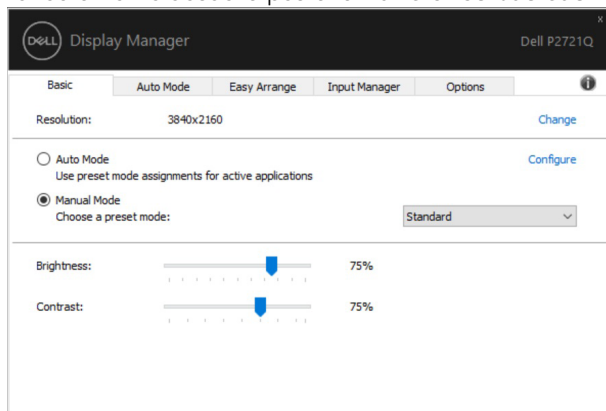 DELL Display Manager Dell P2721Q
Basic Auto Mode Easy Arrange Input Manager Options
Resolution: 3840x2160 Change
Auto Mode Configure
Use preset mode assignments for active applications
Manual Mode
Choose a preset mode: Standard
Brightness: 75%
Contrast: 75%